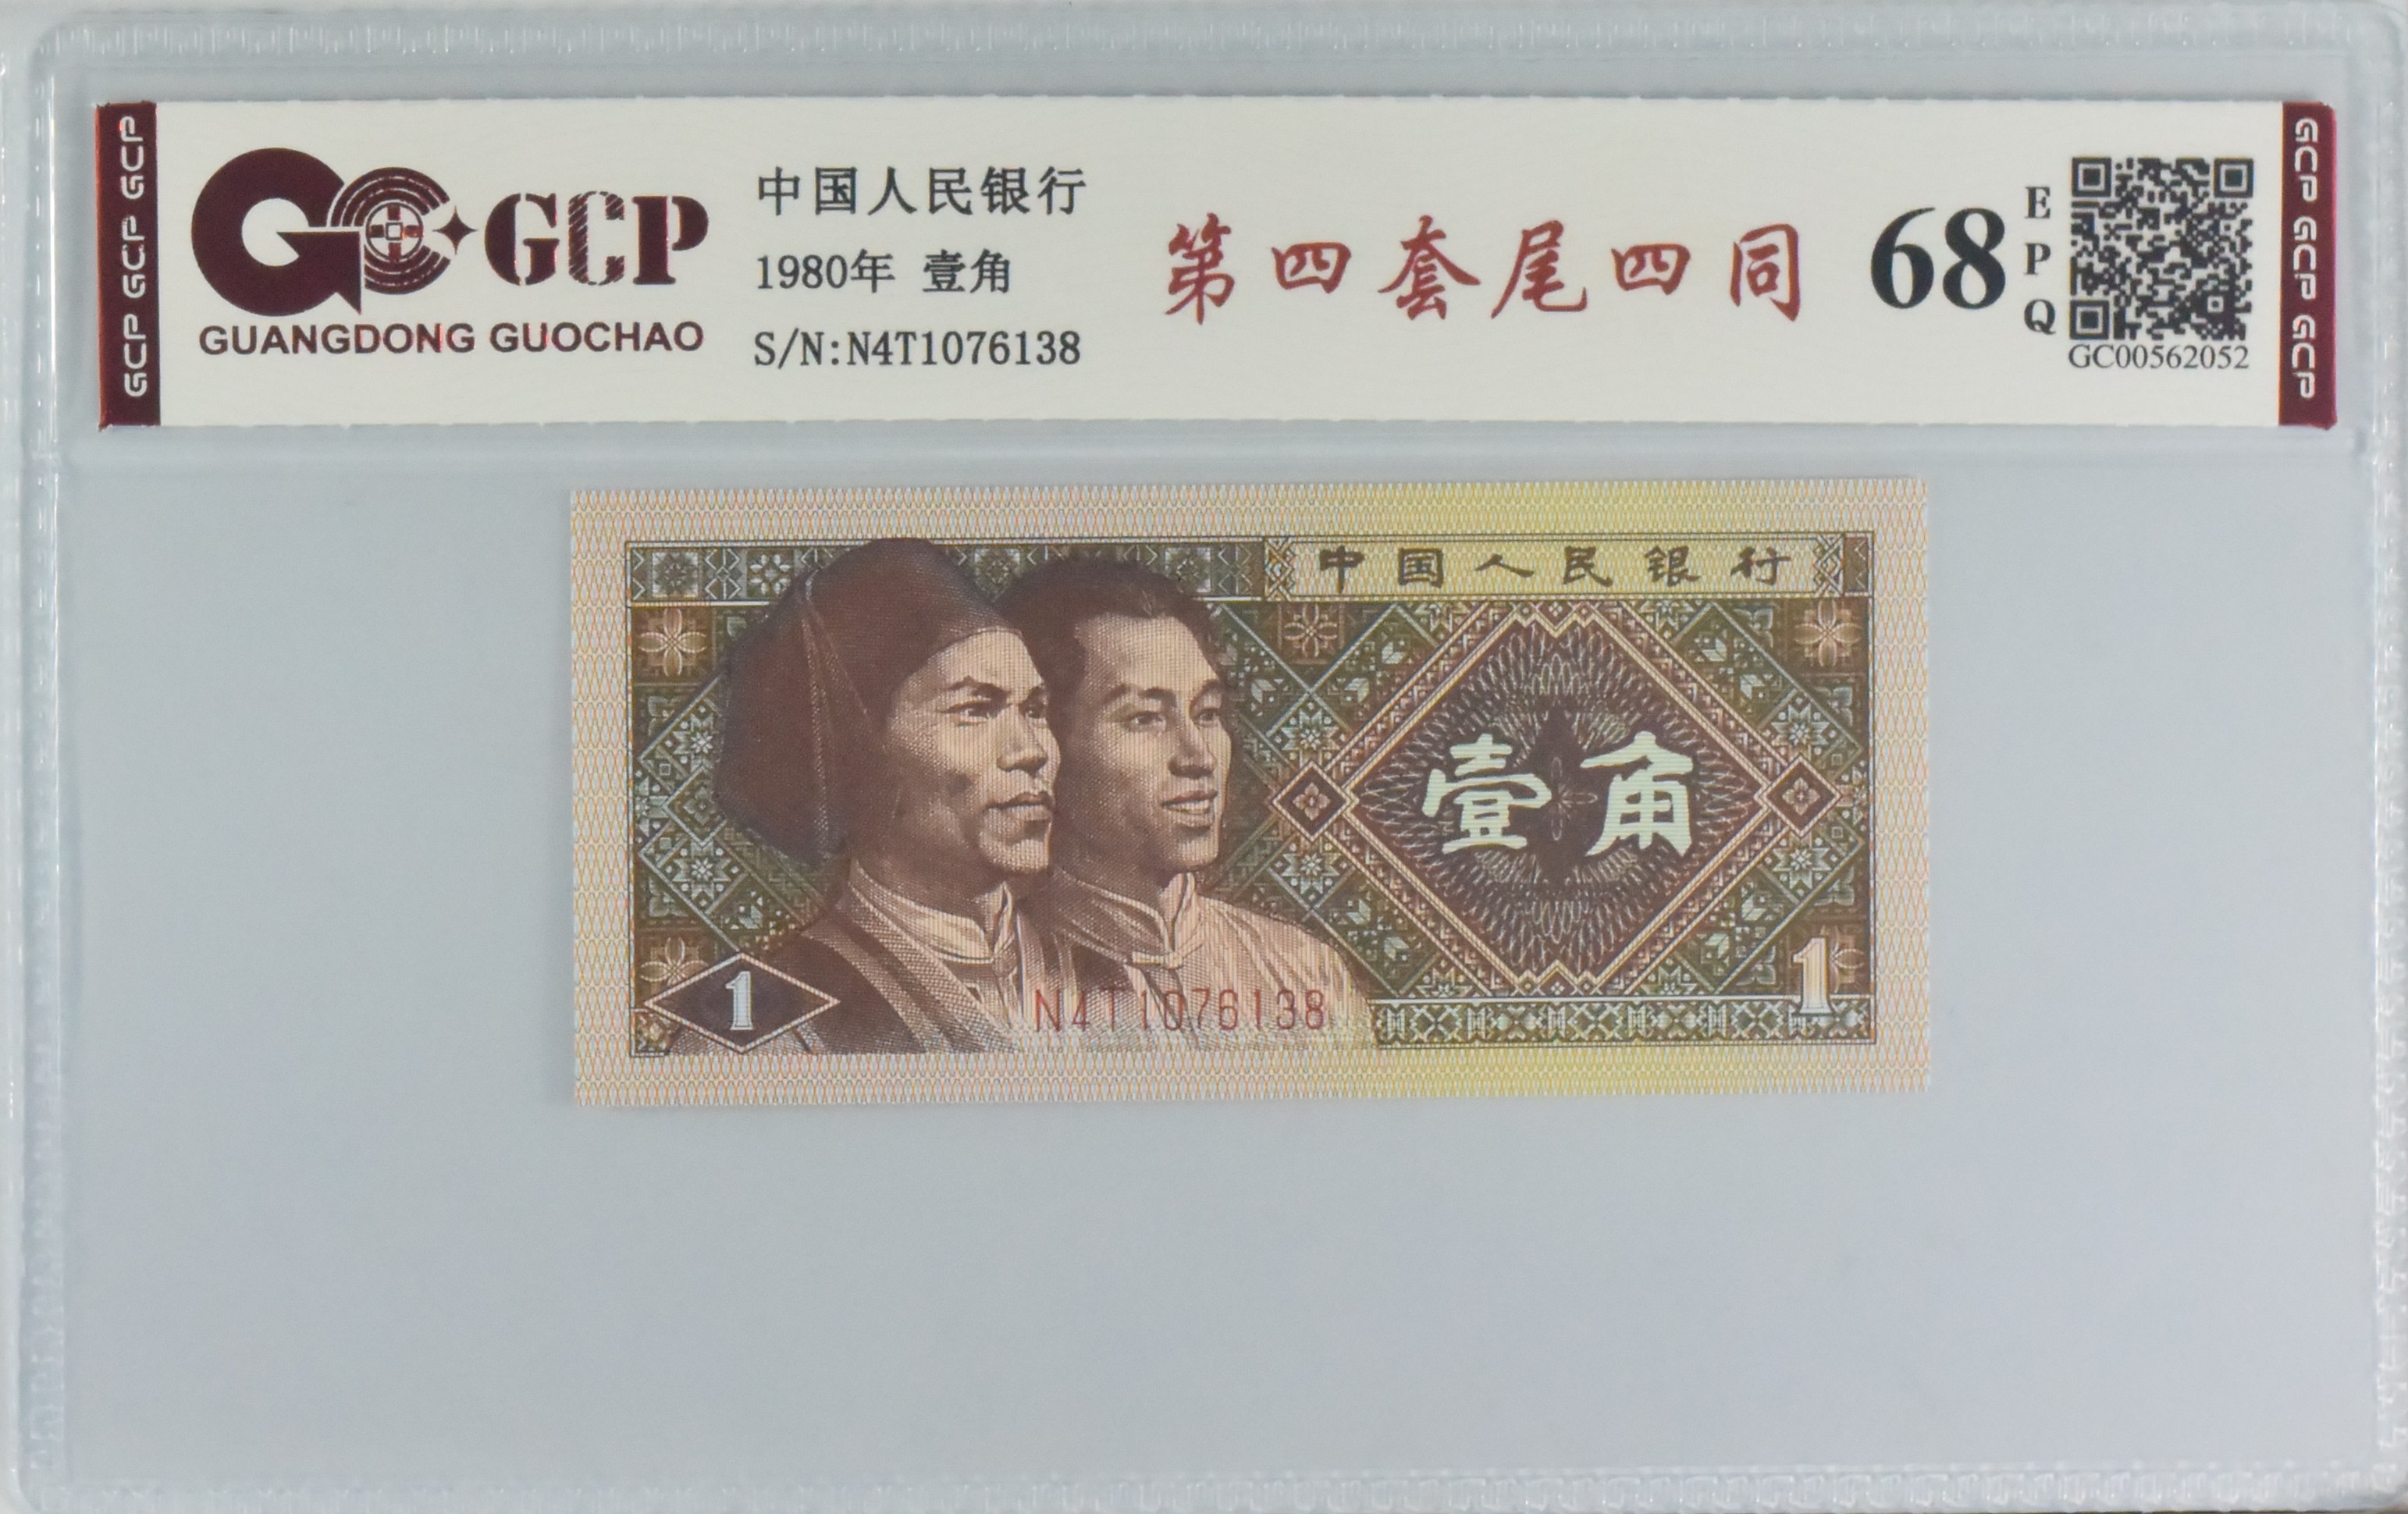 GCP GCP GCP
GCP
GUANGDONG GUOCHAO
中国人民银行
1980年 壹角
S/N:N4T1076138
第四套尾四同
68
EPQ
GC00562052
GCP GCP GCP GCP
中国人民银行
壹角
1
N4T1076138
1